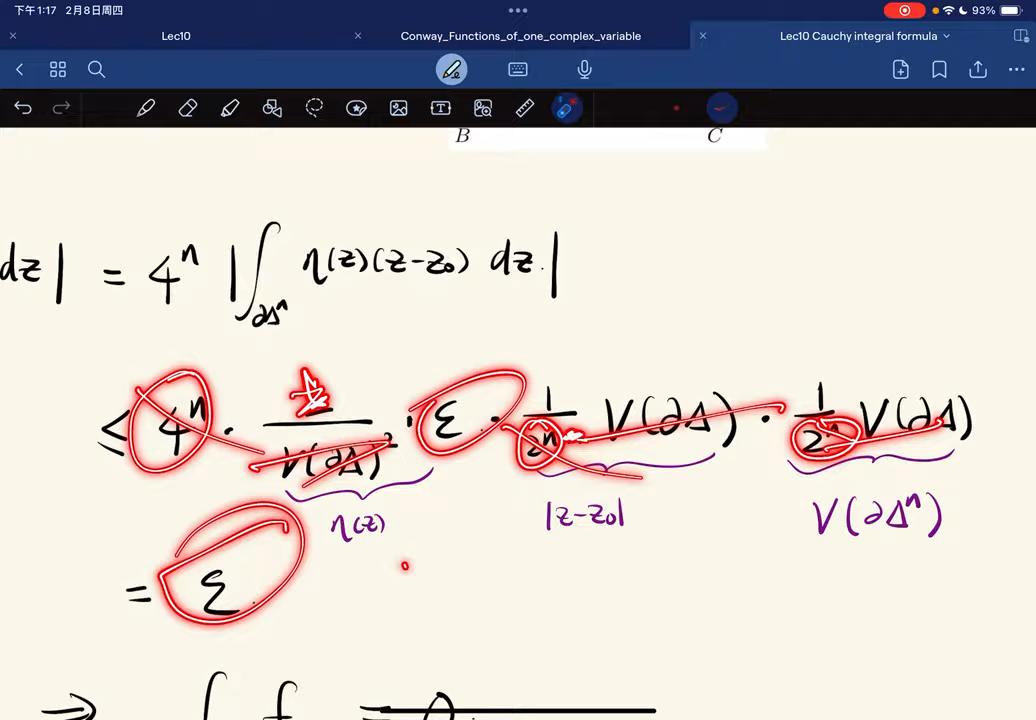 下午1:17 2月8日周四
93%
Lec10
Conway_Functions_of_one_complex_variable
Lec10 Cauchy integral formula
B C
dz| = 4ⁿ |∫_{∂Δⁿ} η(z)(z-z₀) dz.|
≤ 4ⁿ · 1/V(∂Δ)² · ε · 1/2ⁿ V(∂Δ) · 1/2ⁿ V(∂Δ)
η(z) |z-z₀| V(∂Δⁿ)
= ε.
⇒ ∫ f = 0